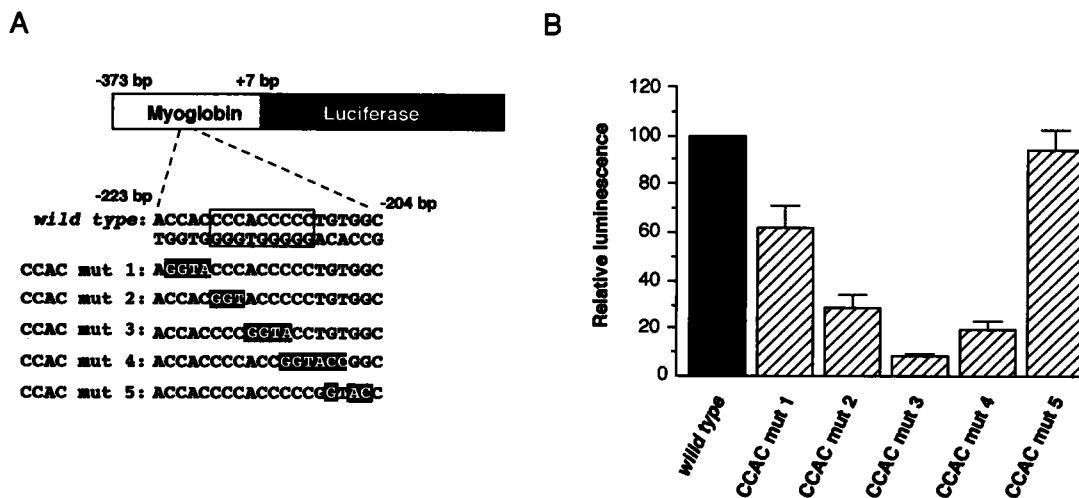 A
-373 bp
+7 bp
Myoglobin
Luciferase
-223 bp
-204 bp
wild type: ACCACCCCACCCCCTGTGGC
TGGTGGGGTGGGGGACACCG
CCAC mut 1: AGGTACCCACCCCCTGTGGC
CCAC mut 2: ACCACGGTACCCCCTGTGGC
CCAC mut 3: ACCACCCCGGTACCTGTGGC
CCAC mut 4: ACCACCCCACCGGTACCGGC
CCAC mut 5: ACCACCCCACCCCCGGTACC
B
Relative luminescence
120
100
80
60
40
20
0
willd type
CCAC mut 1
CCAC mut 2
CCAC mut 3
CCAC mut 4
CCAC mut 5